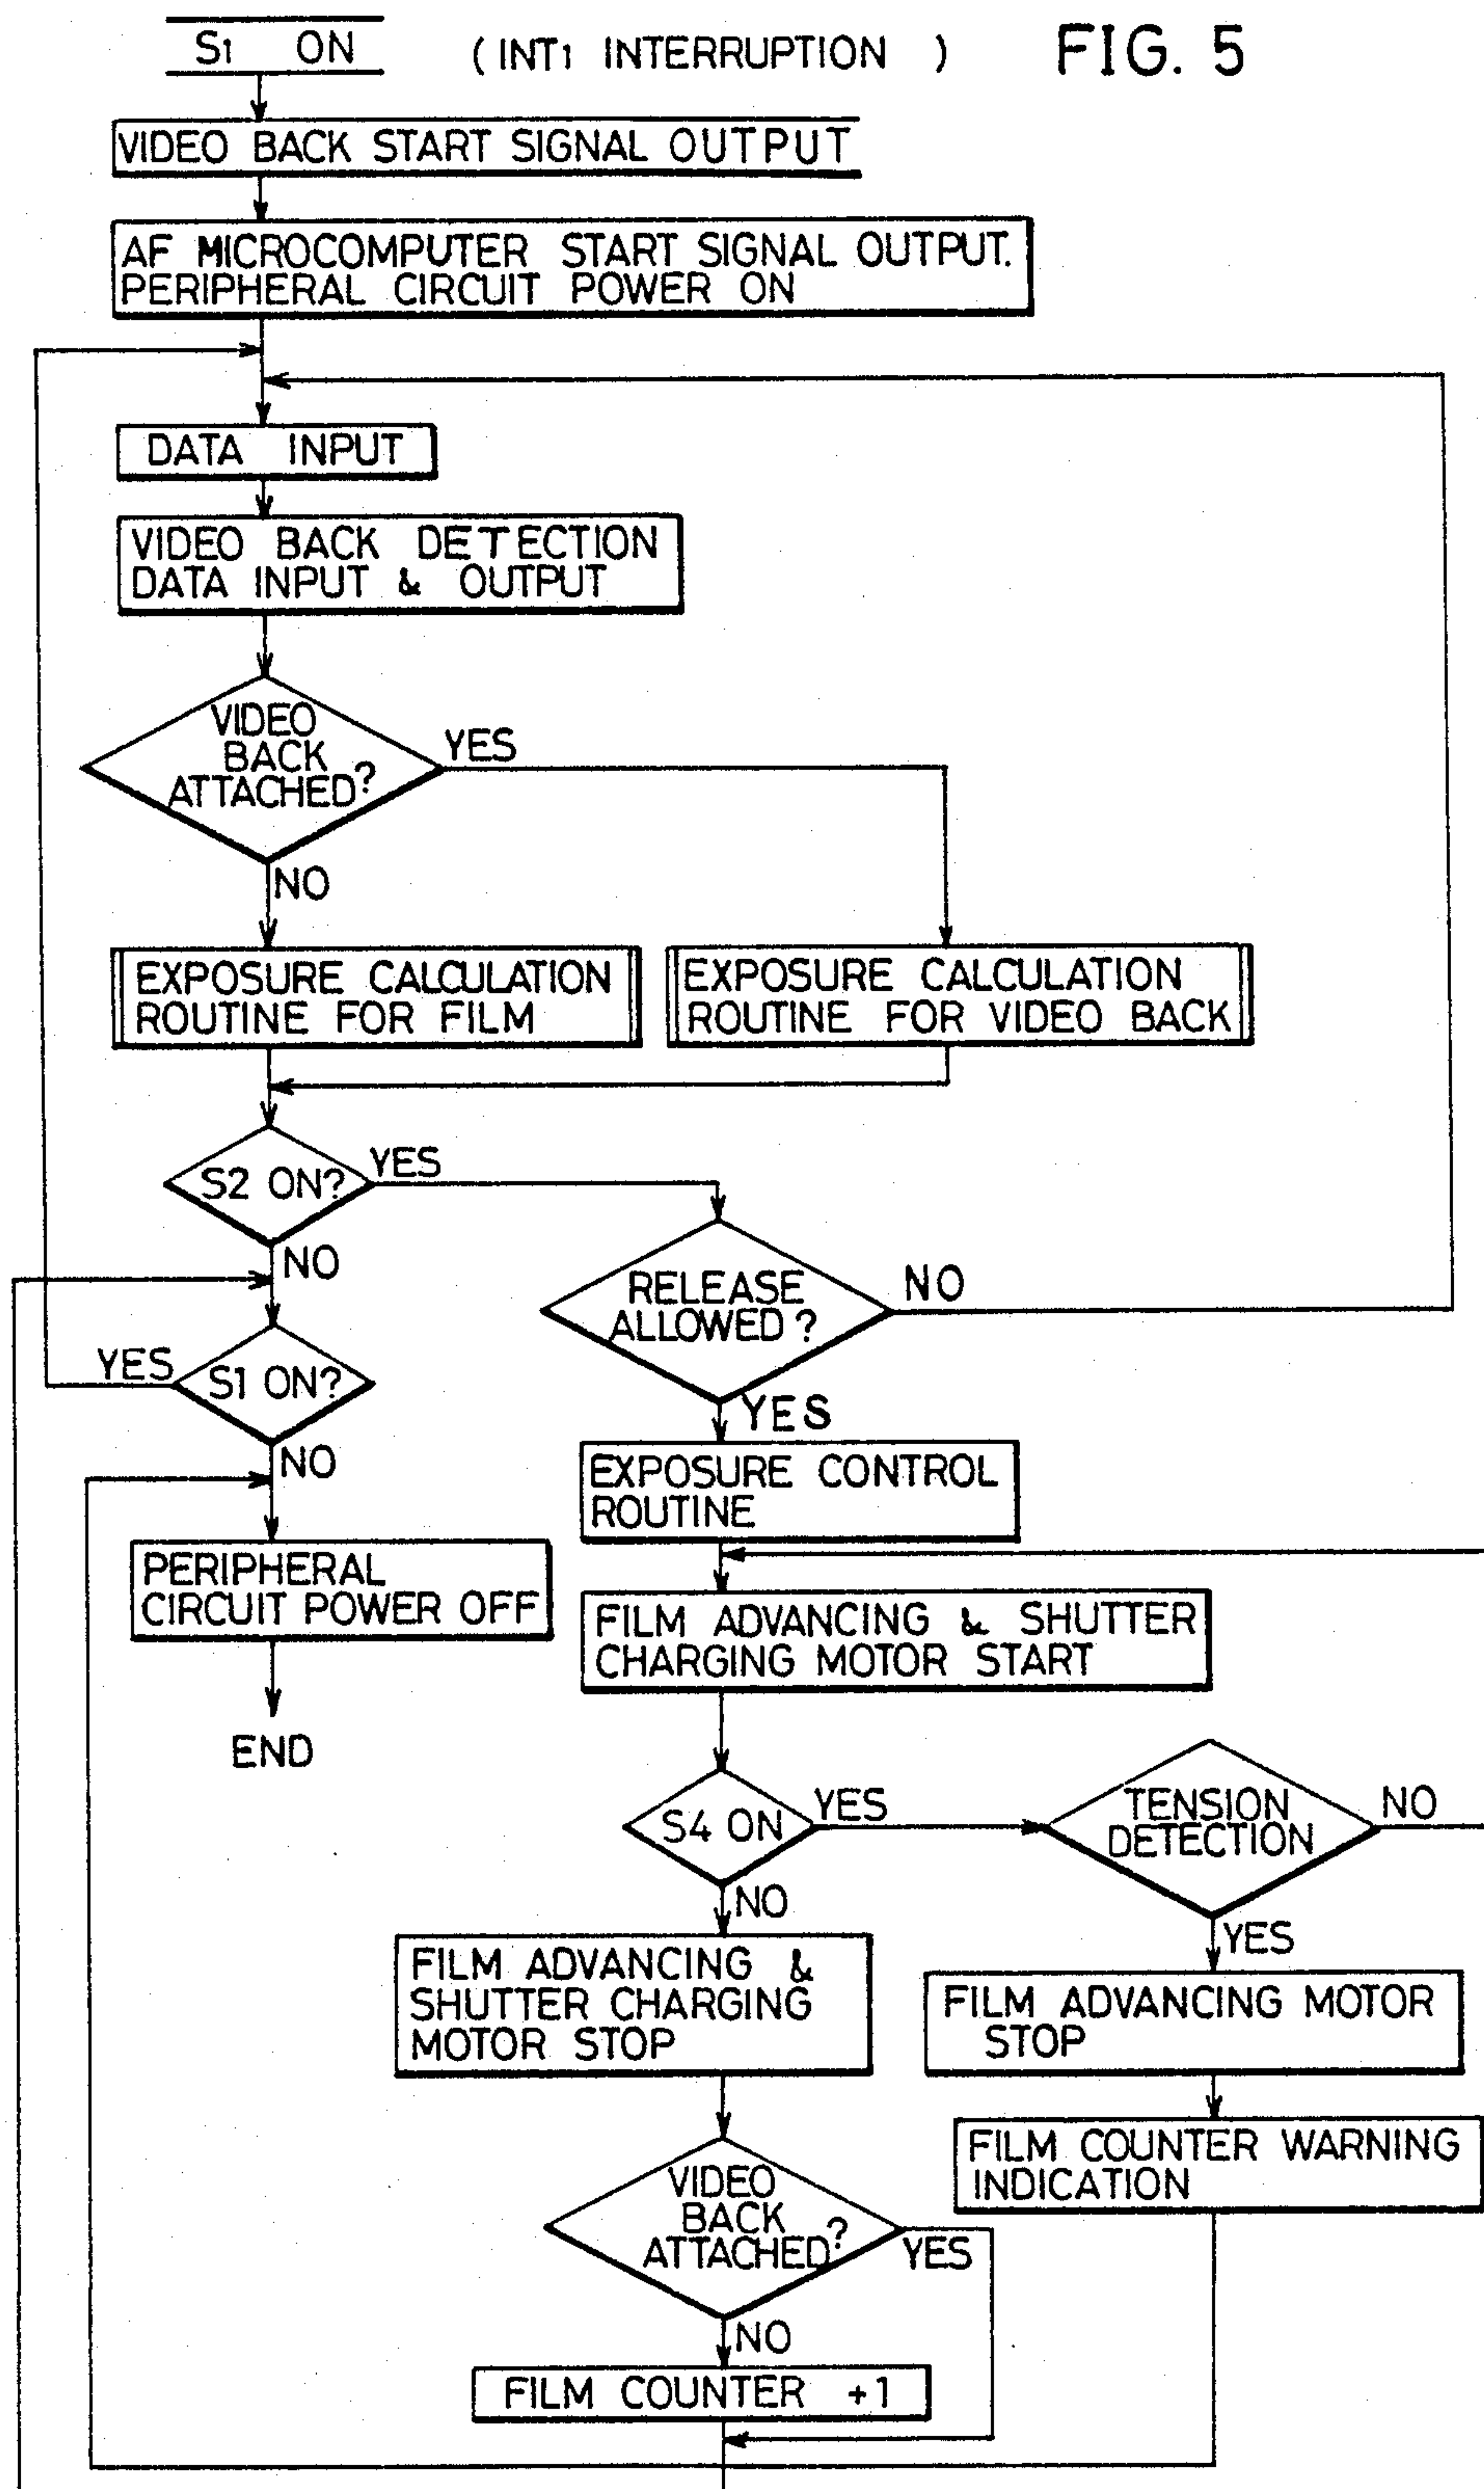 S1 ON (INT1 INTERRUPTION ) FIG. 5
VIDEO BACK START SIGNAL OUTPUT
AF MICROCOMPUTER START SIGNAL OUTPUT.
PERIPHERAL CIRCUIT POWER ON
DATA INPUT
VIDEO BACK DETECTION
DATA INPUT & OUTPUT
VIDEO
BACK
ATTACHED?
YES
NO
EXPOSURE CALCULATION
ROUTINE FOR FILM
EXPOSURE CALCULATION
ROUTINE FOR VIDEO BACK
S2 ON?
YES
NO
RELEASE
ALLOWED?
NO
YES
S1 ON?
YES
NO
EXPOSURE CONTROL
ROUTINE
PERIPHERAL
CIRCUIT POWER OFF
END
FILM ADVANCING & SHUTTER
CHARGING MOTOR START
S4 ON
YES
NO
TENSION
DETECTION
NO
YES
FILM ADVANCING &
SHUTTER CHARGING
MOTOR STOP
FILM ADVANCING MOTOR
STOP
FILM COUNTER WARNING
INDICATION
VIDEO
BACK
ATTACHED?
YES
NO
FILM COUNTER +1